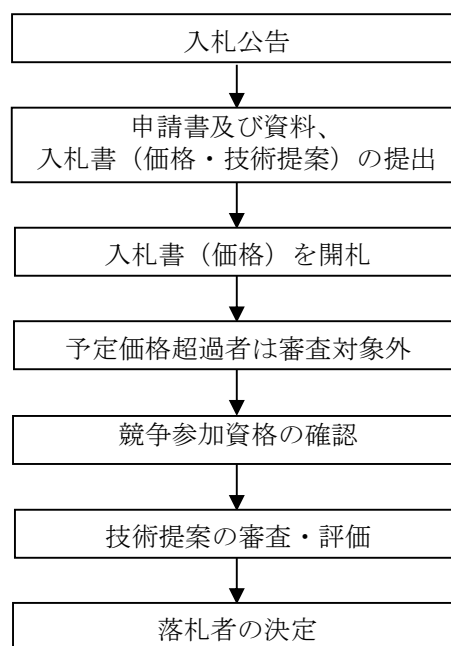 入札公告
申請書及び資料、
入札書（価格・技術提案）の提出
入札書（価格）を開札
予定価格超過者は審査対象外
競争参加資格の確認
技術提案の審査・評価
落札者の決定